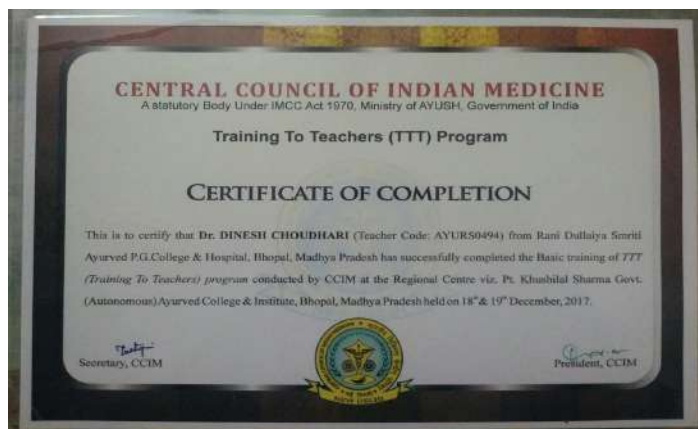 CENTRAL COUNCIL OF INDIAN MEDICINE
A statutory Body Under IMCC Act 1970, Ministry of AYUSH, Government of India
Training To Teachers (TTT) Program
CERTIFICATE OF COMPLETION
This is to certify that Dr. DINESH CHOUDHARI (Teacher Code: AYURS0494) from Rani Dullaiya Smriti
Ayurved P.G.College & Hospital, Bhopal, Madhya Pradesh has successfully completed the Basic training of TTT
(Training To Teachers) program conducted by CCIM at the Regional Centre viz. Pt. Khushilal Sharma Govt.
(Autonomous) Ayurved College & Institute, Bhopal, Madhya Pradesh held on 18th & 19th December, 2017.
Secretary, CCIM
President, CCIM